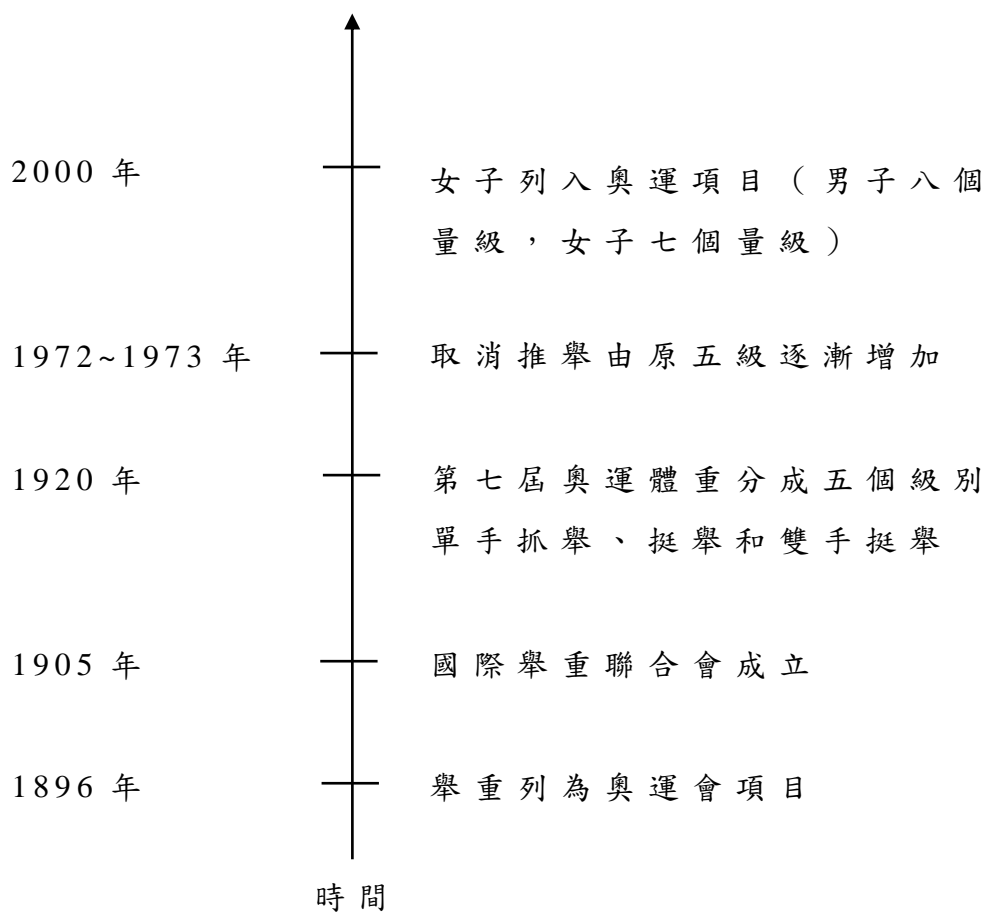 2000 年
女子列入奧運項目（男子八個
量級，女子七個量級）
1972~1973 年
取消推舉由原五級逐漸增加
1920 年
第七屆奧運體重分成五個級別
單手抓舉、挺舉和雙手挺舉
1905 年
國際舉重聯合會成立
1896 年
舉重列為奧運會項目
時間